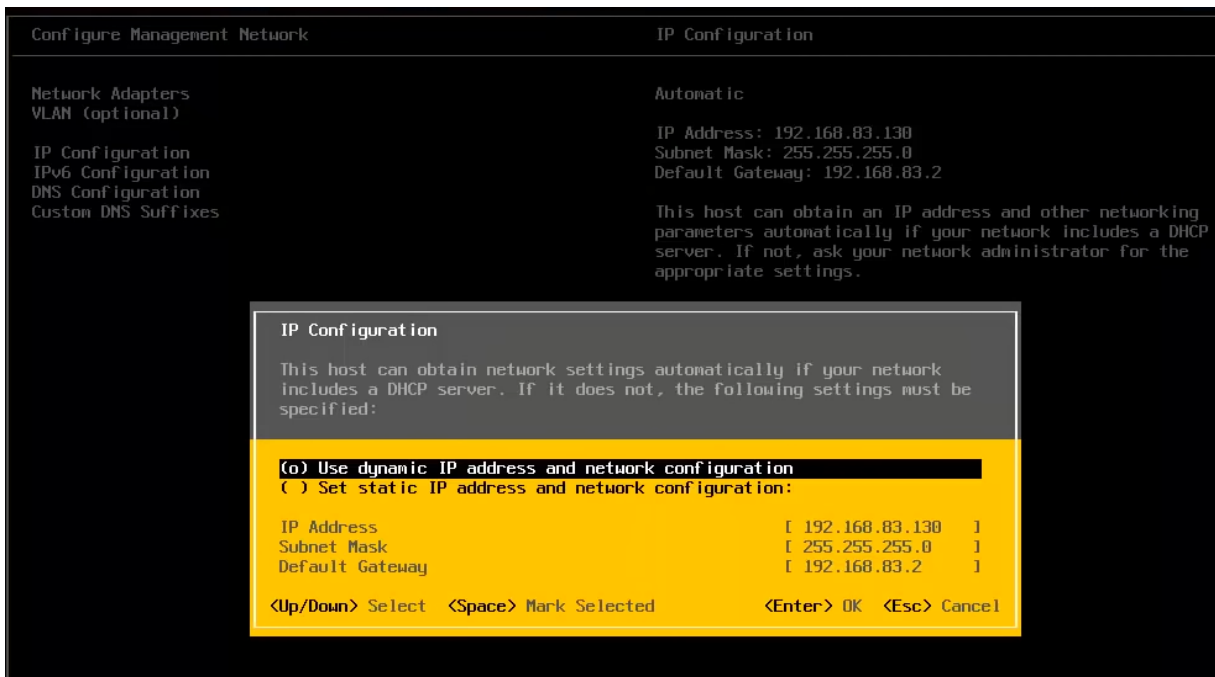 Configure Management Network
IP Configuration
Network Adapters
VLAN (optional)
IP Configuration
IPv6 Configuration
DNS Configuration
Custom DNS Suffixes
Automatic
IP Address: 192.168.83.130
Subnet Mask: 255.255.255.0
Default Gateway: 192.168.83.2
This host can obtain an IP address and other networking
parameters automatically if your network includes a DHCP
server. If not, ask your network administrator for the
appropriate settings.
IP Configuration
This host can obtain network settings automatically if your network
includes a DHCP server. If it does not, the following settings must be
specified:
(o) Use dynamic IP address and network configuration
( ) Set static IP address and network configuration:
IP Address [ 192.168.83.130 ]
Subnet Mask [ 255.255.255.0 ]
Default Gateway [ 192.168.83.2 ]
<Up/Down> Select <Space> Mark Selected <Enter> OK <Esc> Cancel